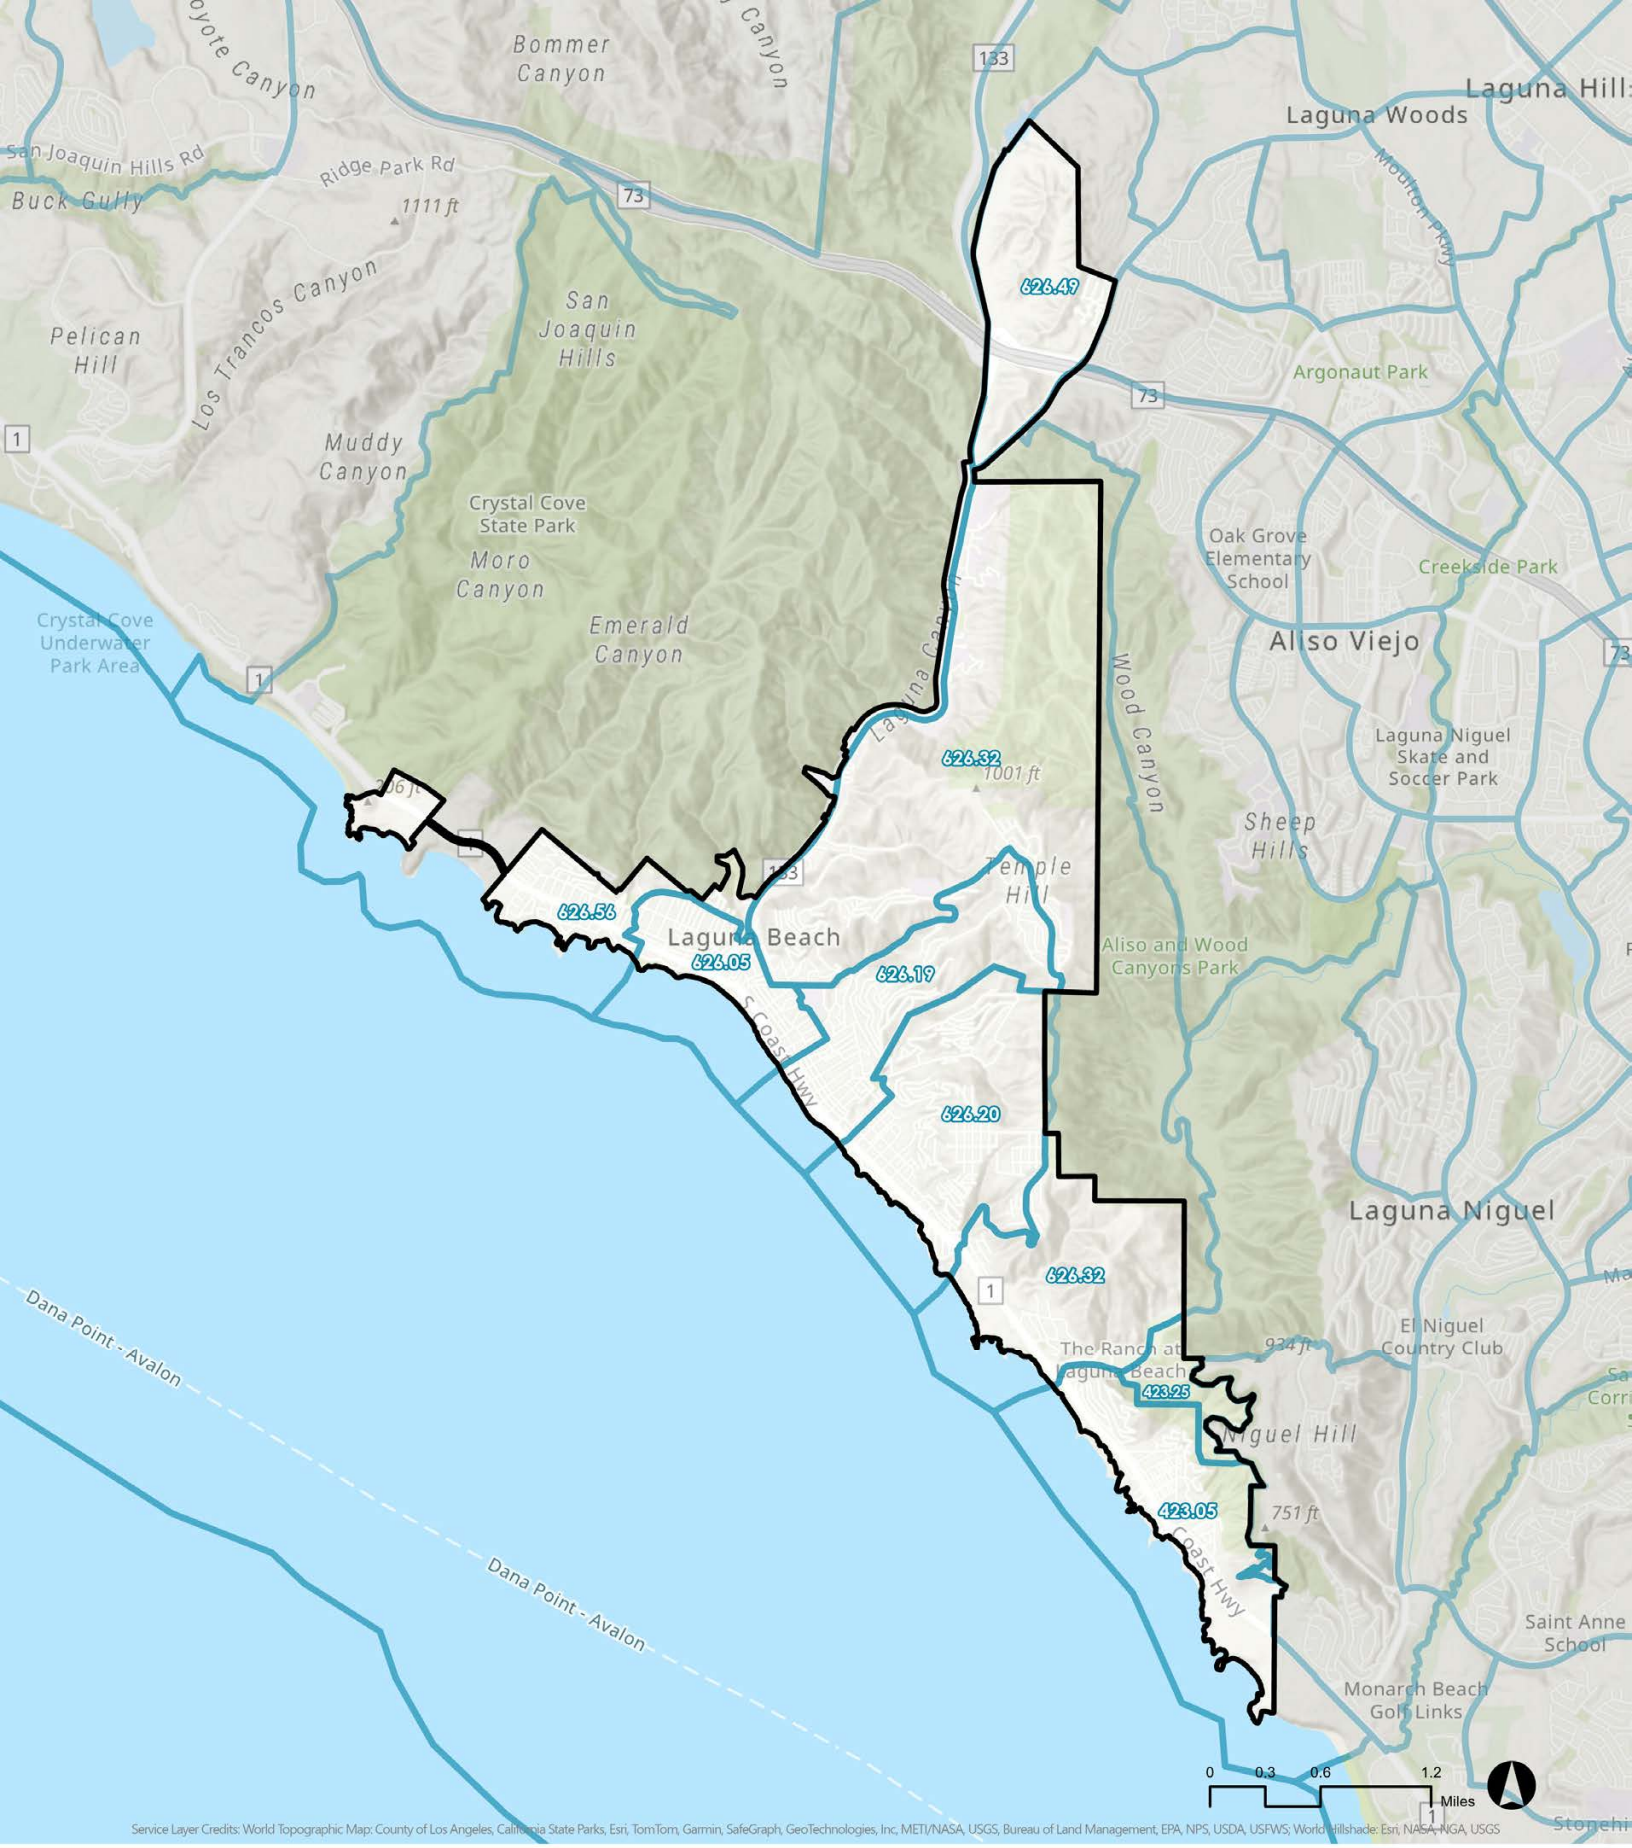 Bommer
Canyon
Canyon
133
Laguna Hills
Laguna Woods
San Joaquin Hills Rd
Ridge Park Rd
Moulton Pkwy
73
Buck Gully
1111 ft
Los Trancos Canyon
San
Joaquin
Hills
626.49
Pelican
Hill
Argonaut Park
73
1
Muddy
Canyon
Crystal Cove
State Park
Moro
Canyon
Oak Grove
Elementary
School
Creekside Park
Crystal Cove
Underwater
Park Area
Emerald
Canyon
Laguna Canyon
Aliso Viejo
73
1
Wood Canyon
Laguna Niguel
Skate and
Soccer Park
626.32
1001 ft
1
133
Temple
Hill
Sheep
Hills
626.56
Laguna Beach
626.05
626.19
Aliso and Wood
Canyons Park
S Coast Hwy
626.20
Laguna Niguel
626.32
1
Dana Point - Avalon
The Ranch at
Laguna Beach
934 ft
El Niguel
Country Club
423.25
Niguel Hill
423.05
751 ft
Coast Hwy
Dana Point - Avalon
Saint Anne
School
Monarch Beach
Golf Links
0 0.3 0.6 1.2
Miles
1
Service Layer Credits: World Topographic Map: County of Los Angeles, California State Parks, Esri, TomTom, Garmin, SafeGraph, GeoTechnologies, Inc, METI/NASA, USGS, Bureau of Land Management, EPA, NPS, USDA, USFWS; World Hillshade: Esri, NASA, NGA, USGS